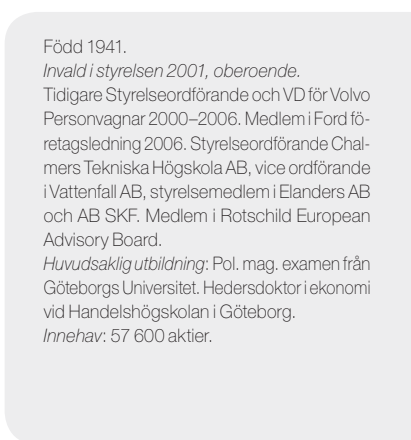 Född 1941.
Invald i styrelsen 2001, oberoende.
Tidigare Styrelseordförande och VD för Volvo
Personvagnar 2000–2006. Medlem i Ford fö-
retagsledning 2006. Styrelseordförande Chal-
mers Tekniska Högskola AB, vice ordförande
i Vattenfall AB, styrelsemedlem i Elanders AB
och AB SKF. Medlem i Rotschild European
Advisory Board.
Huvudsaklig utbildning: Pol. mag. examen från
Göteborgs Universitet. Hedersdoktor i ekonomi
vid Handelshögskolan i Göteborg.
Innehav: 57 600 aktier.